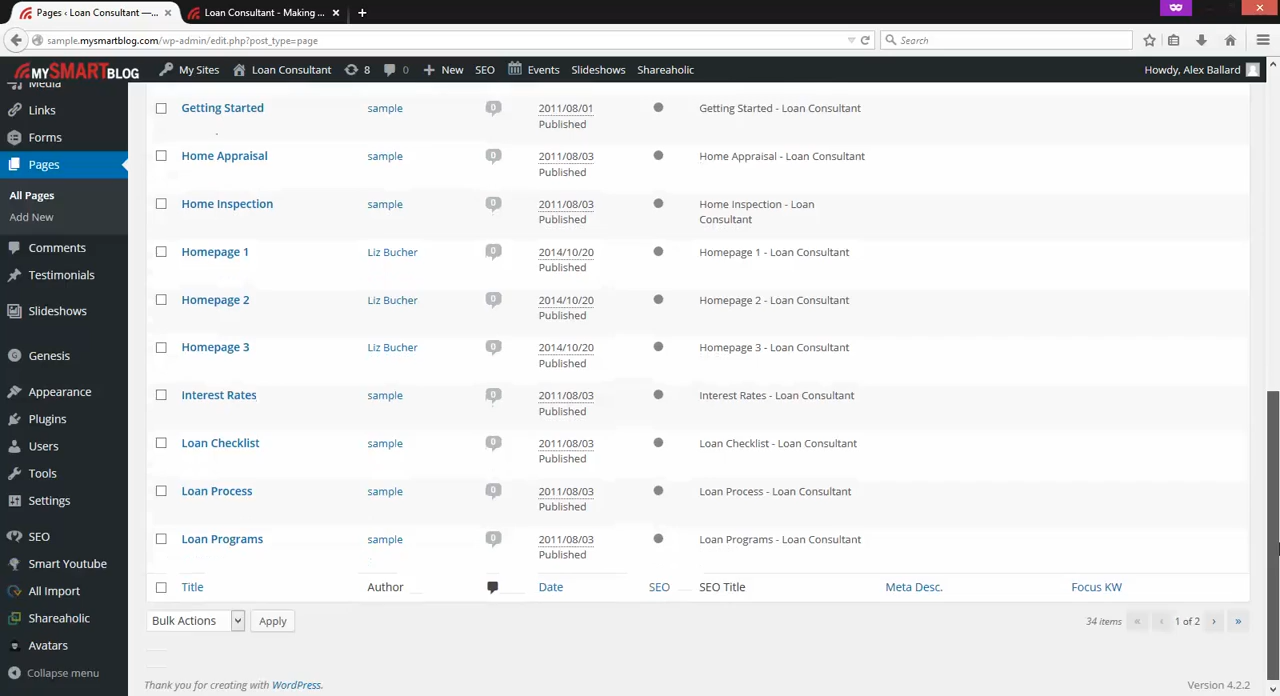 Pages ‹ Loan Consultant —... × Loan Consultant - Making ... × +
sample.mysmartblog.com/wp-admin/edit.php?post_type=page Search
MYSMARTBLOG My Sites Loan Consultant 8 0 New SEO Events Slideshows Shareaholic Howdy, Alex Ballard
Media
Links
Forms
Pages
All Pages
Add New
Comments
Testimonials
Slideshows
Genesis
Appearance
Plugins
Users
Tools
Settings
SEO
Smart Youtube
All Import
Shareaholic
Avatars
Collapse menu
Getting Started sample 0 2011/08/01 Getting Started - Loan Consultant
Published
Home Appraisal sample 0 2011/08/03 Home Appraisal - Loan Consultant
Published
Home Inspection sample 0 2011/08/03 Home Inspection - Loan
Published Consultant
Homepage 1 Liz Bucher 0 2014/10/20 Homepage 1 - Loan Consultant
Published
Homepage 2 Liz Bucher 0 2014/10/20 Homepage 2 - Loan Consultant
Published
Homepage 3 Liz Bucher 0 2014/10/20 Homepage 3 - Loan Consultant
Published
Interest Rates sample 0 2011/08/03 Interest Rates - Loan Consultant
Published
Loan Checklist sample 0 2011/08/03 Loan Checklist - Loan Consultant
Published
Loan Process sample 0 2011/08/03 Loan Process - Loan Consultant
Published
Loan Programs sample 0 2011/08/03 Loan Programs - Loan Consultant
Published
Title Author Date SEO SEO Title Meta Desc. Focus KW
Bulk Actions Apply 34 items « ‹ 1 of 2 › »
Thank you for creating with WordPress. Version 4.2.2